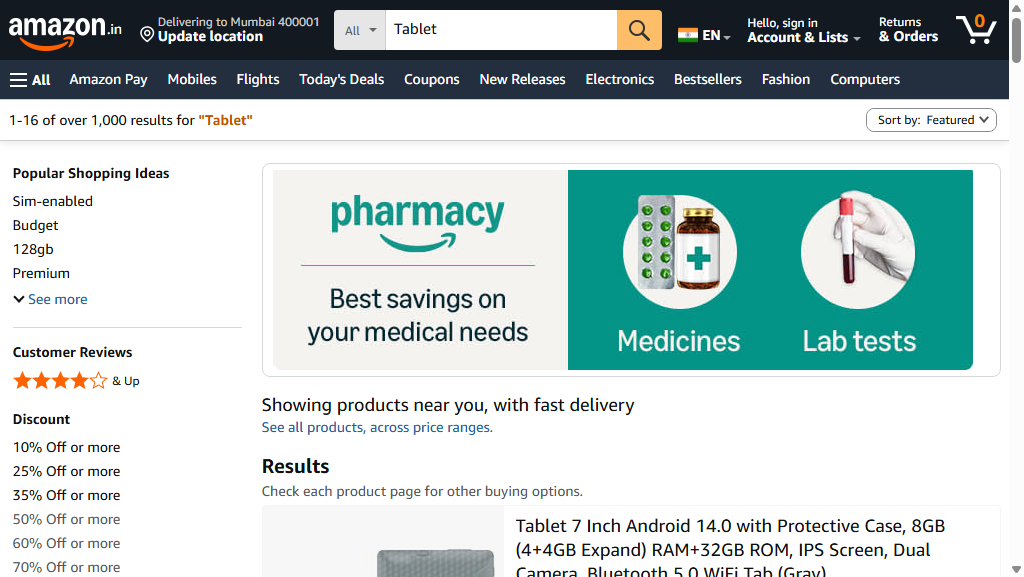 amazon.in
Delivering to Mumbai 400001
Update location
All
Tablet
EN
Hello, sign in
Account & Lists
Returns
& Orders
0
All
Amazon Pay
Mobiles
Flights
Today's Deals
Coupons
New Releases
Electronics
Bestsellers
Fashion
Computers
1-16 of over 1,000 results for "Tablet"
Sort by: Featured
Popular Shopping Ideas
Sim-enabled
Budget
128gb
Premium
See more
Customer Reviews
& Up
Discount
10% Off or more
25% Off or more
35% Off or more
50% Off or more
60% Off or more
70% Off or more
pharmacy
Best savings on
your medical needs
Medicines
Lab tests
Showing products near you, with fast delivery
See all products, across price ranges.
Results
Check each product page for other buying options.
Tablet 7 Inch Android 14.0 with Protective Case, 8GB
(4+4GB Expand) RAM+32GB ROM, IPS Screen, Dual
Camera, Bluetooth 5.0 WiFi Tab (Gray)